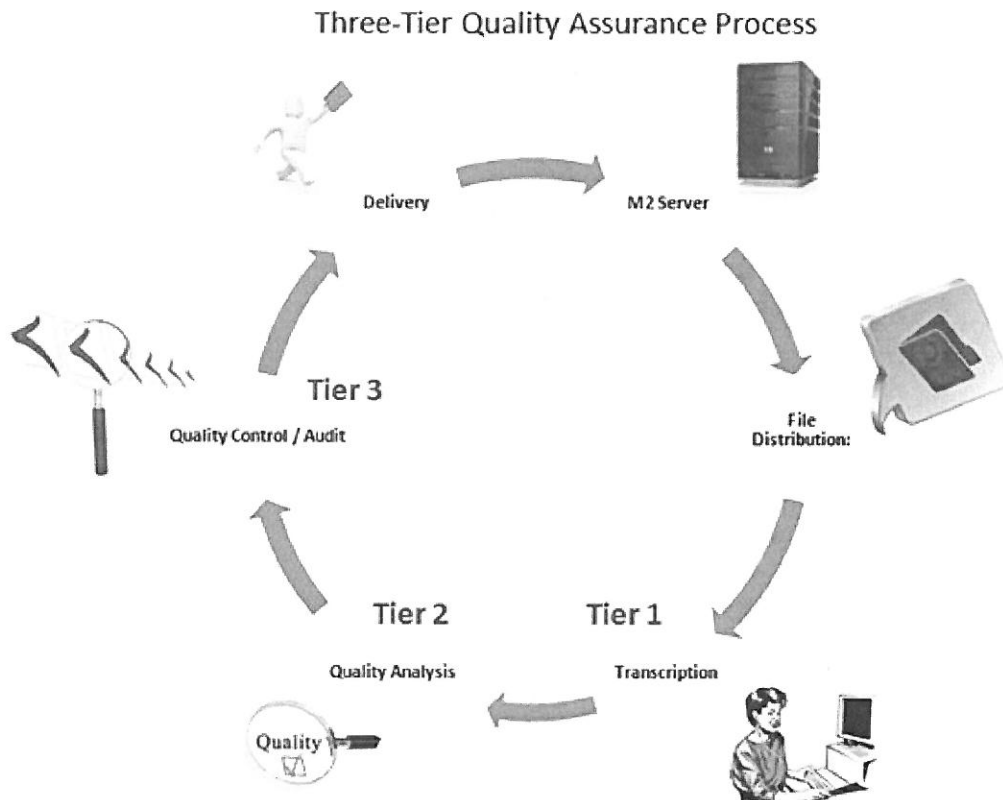 Three-Tier Quality Assurance Process
Delivery
M2 Server
File
Distribution:
Tier 1
Transcription
Tier 2
Quality Analysis
Quality
Tier 3
Quality Control / Audit